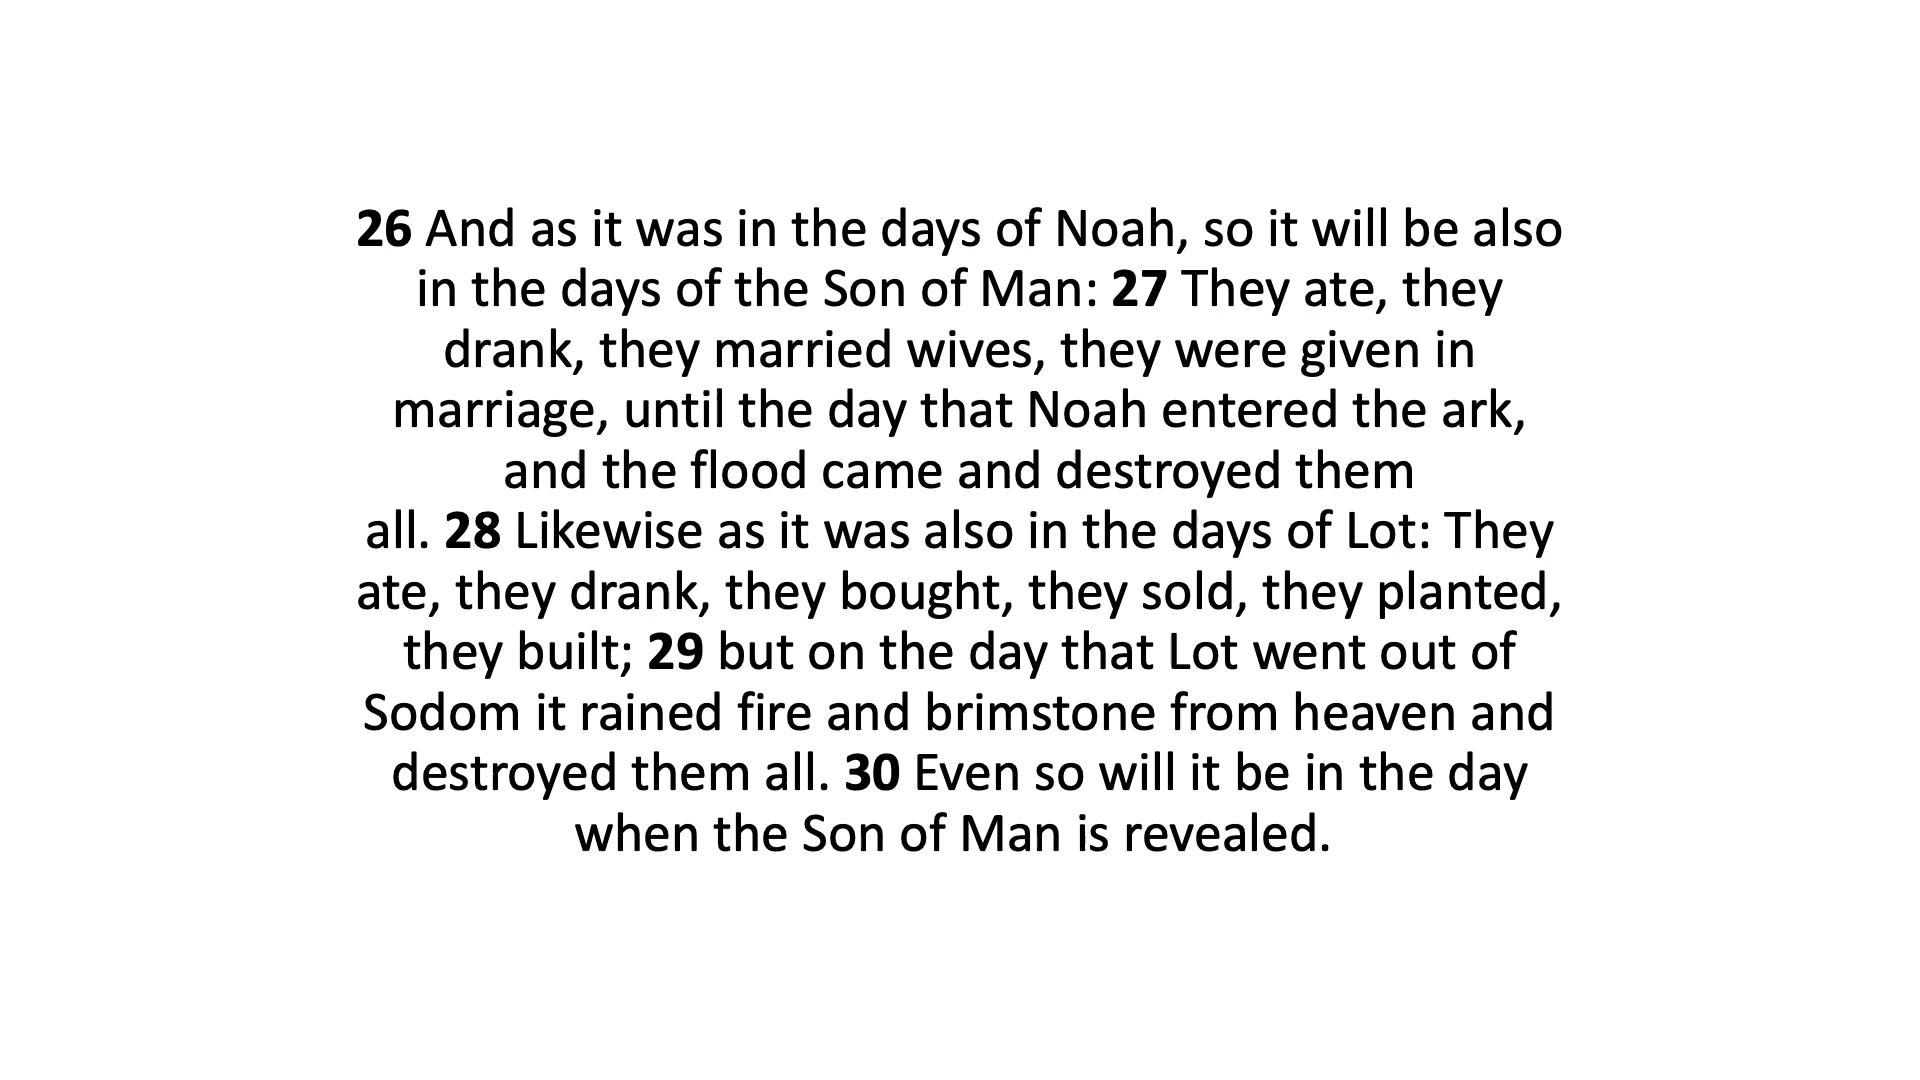 26 And as it was in the days of Noah, so it will be also
in the days of the Son of Man: 27 They ate, they
drank, they married wives, they were given in
marriage, until the day that Noah entered the ark,
and the flood came and destroyed them
all. 28 Likewise as it was also in the days of Lot: They
ate, they drank, they bought, they sold, they planted,
they built; 29 but on the day that Lot went out of
Sodom it rained fire and brimstone from heaven and
destroyed them all. 30 Even so will it be in the day
when the Son of Man is revealed.